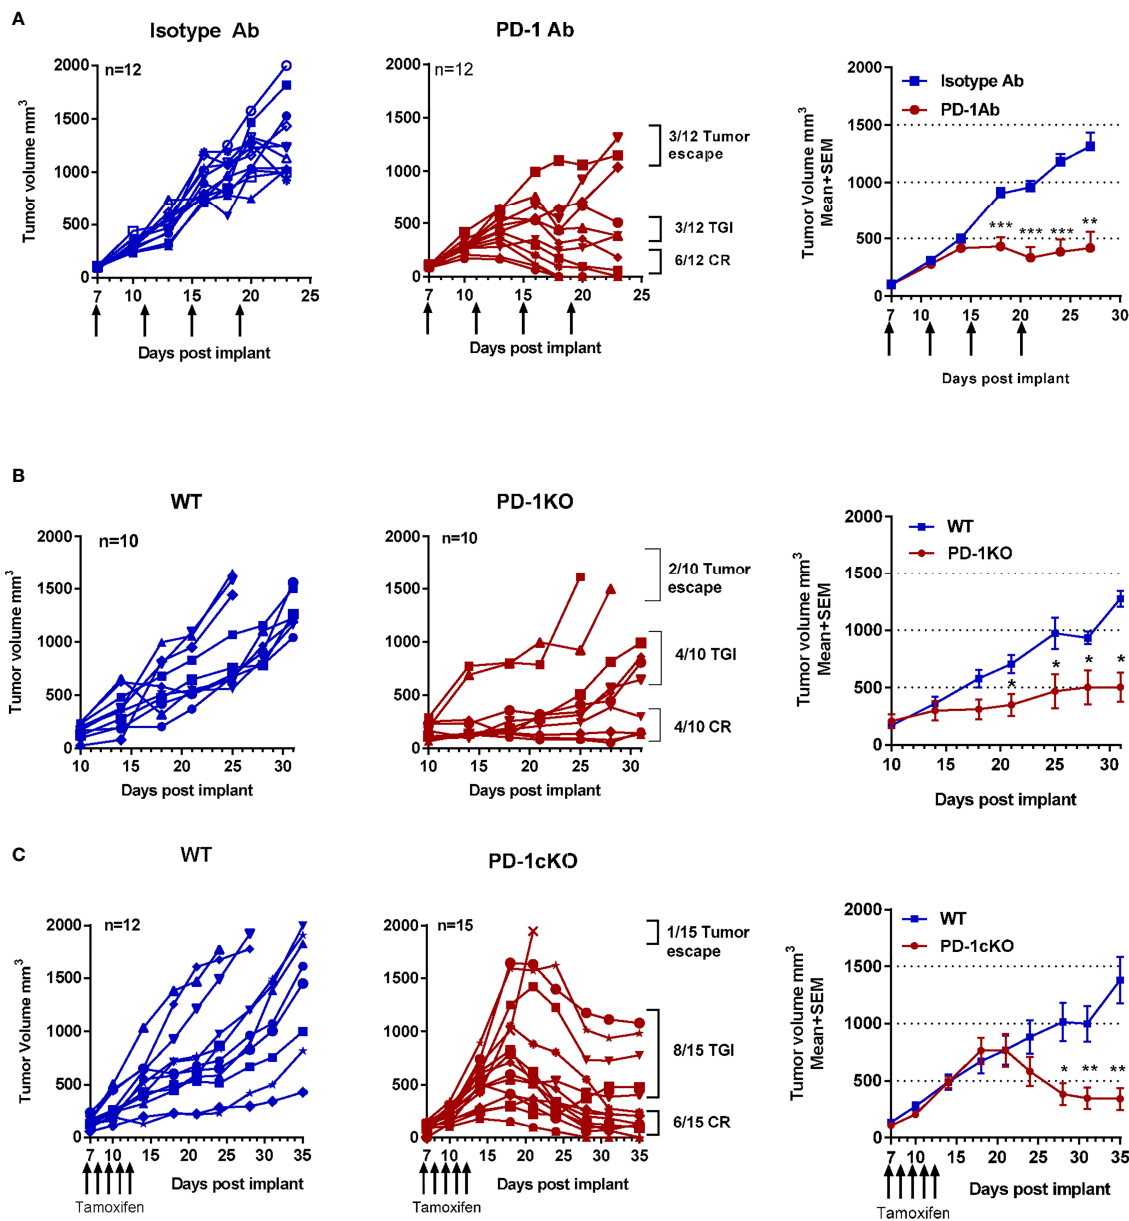 A
Isotype Ab
n=12
Tumor volume mm3
2000
1500
1000
500
0
7 10 15 20 25
Days post implant
PD-1 Ab
n=12
2000
1500
1000
500
0
7 10 15 20 25
Days post implant
3/12 Tumor
escape
3/12 TGI
6/12 CR
Isotype Ab
PD-1Ab
Tumor Volume mm3
Mean+SEM
2000
1500
1000
500
0
*** *** *** **
7 10 15 20 25 30
Days post implant
B
WT
n=10
Tumor volume mm3
2000
1500
1000
500
0
10 15 20 25 30
Days post implant
PD-1KO
n=10
2000
1500
1000
500
0
10 15 20 25 30
Days post implant
2/10 Tumor
escape
4/10 TGI
4/10 CR
WT
PD-1KO
Tumor volume mm3
Mean+SEM
2000
1500
1000
500
0
* * * *
10 15 20 25 30
Days post implant
C
WT
n=12
Tumor Volume mm3
2000
1500
1000
500
0
7 10 15 20 25 30 35
Days post implant
Tamoxifen
PD-1cKO
n=15
2000
1500
1000
500
0
7 10 15 20 25 30 35
Days post implant
Tamoxifen
1/15 Tumor
escape
8/15 TGI
6/15 CR
WT
PD-1cKO
Tumor volume mm3
Mean+SEM
2000
1500
1000
500
0
* ** **
7 10 15 20 25 30 35
Days post implant
Tamoxifen